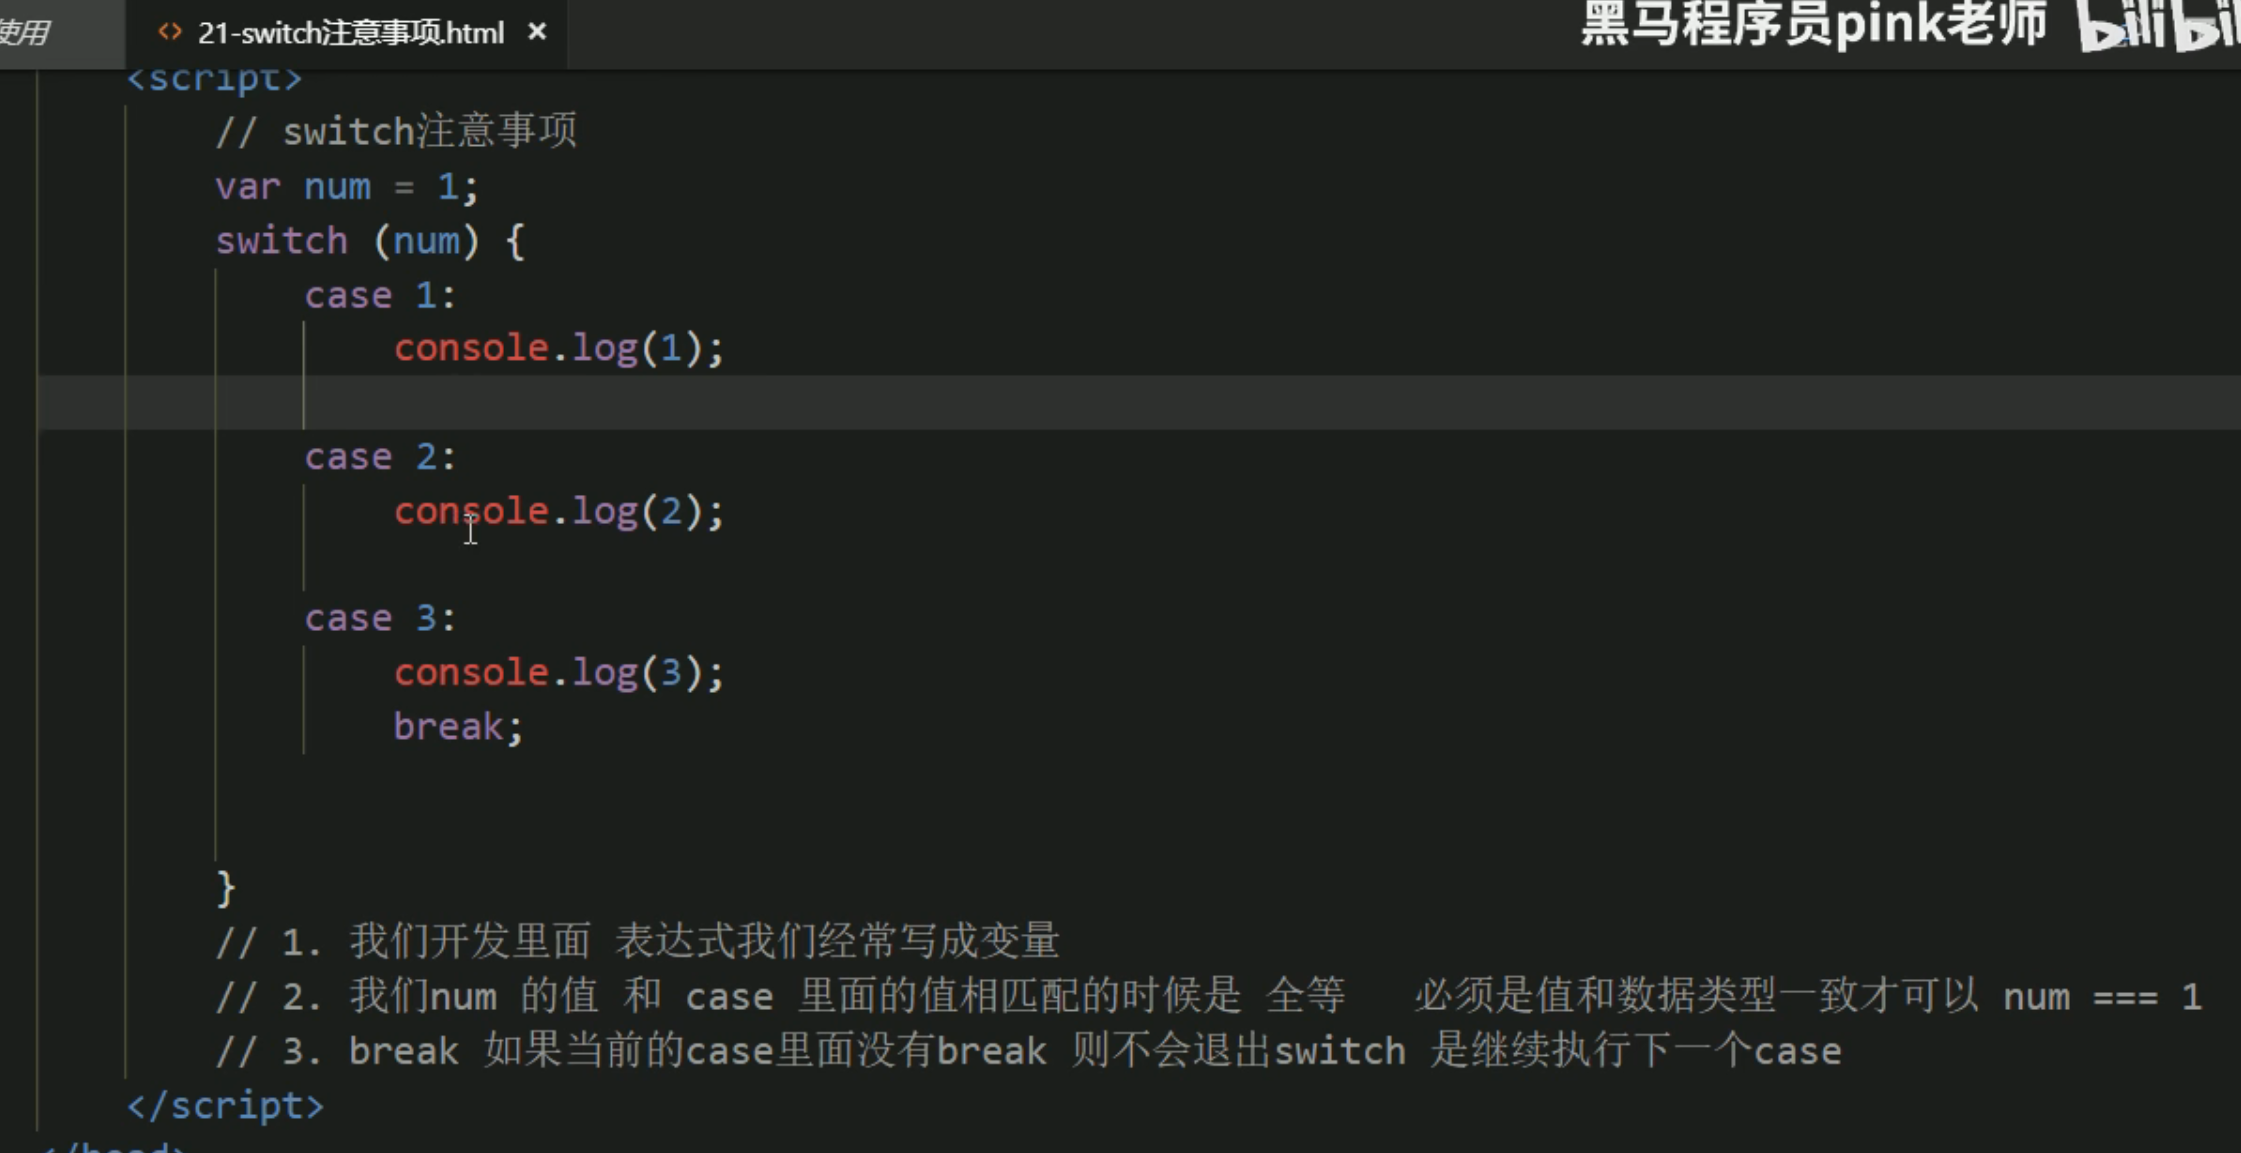 使用
21-switch注意事项.html ×
黑马程序员pink老师
<script>
// switch注意事项
var num = 1;
switch (num) {
case 1:
console.log(1);
case 2:
console.log(2);
case 3:
console.log(3);
break;
}
// 1. 我们开发里面 表达式我们经常写成变量
// 2. 我们num 的值 和 case 里面的值相匹配的时候是 全等   必须是值和数据类型一致才可以 num === 1
// 3. break 如果当前的case里面没有break 则不会退出switch 是继续执行下一个case
</script>